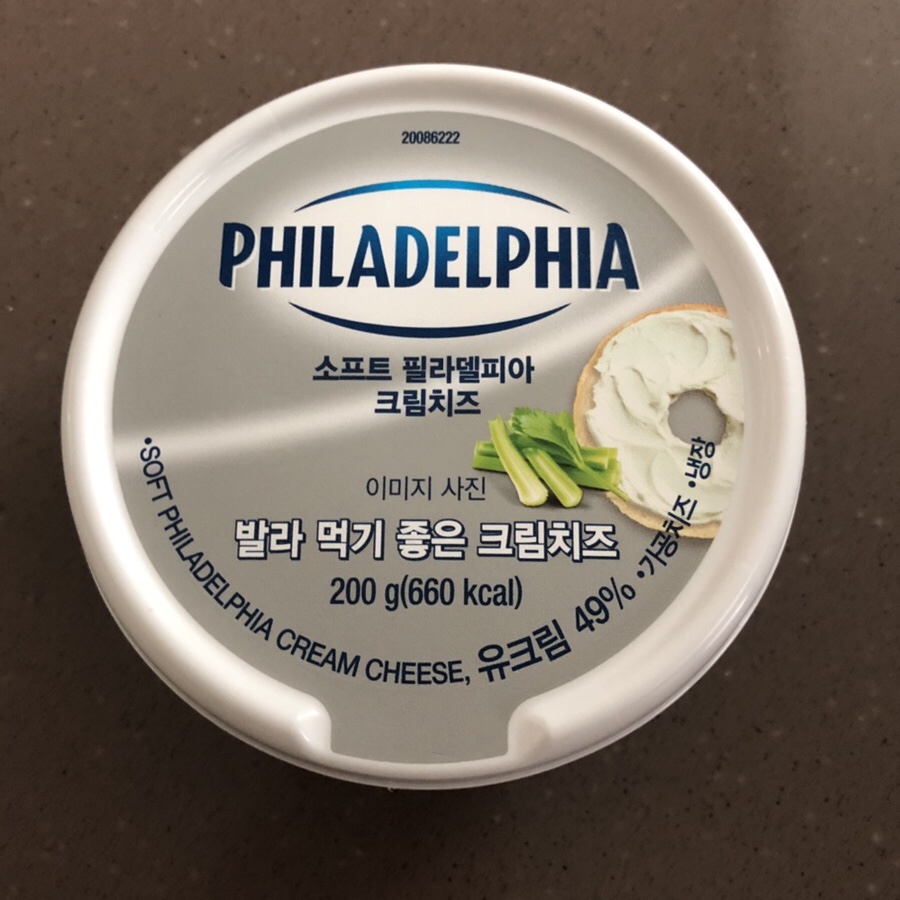 20086222
PHILADELPHIA
소프트 필라델피아
크림치즈
이미지 사진
발라 먹기 좋은 크림치즈
200 g(660 kcal)
•SOFT PHILADELPHIA CREAM CHEESE, 유크림 49% •가공치즈 •냉장